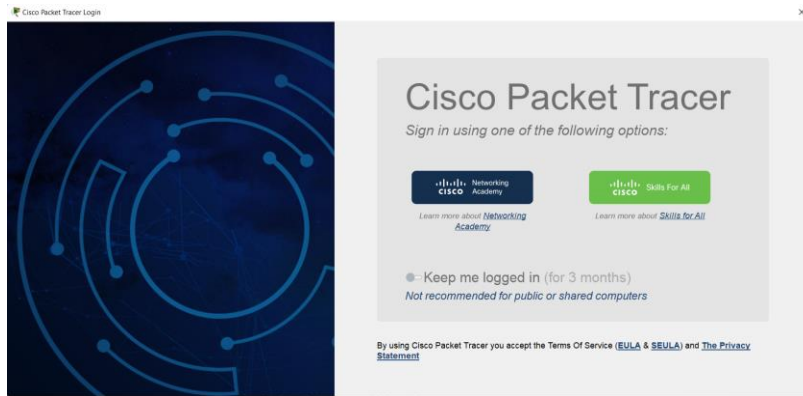 Cisco Packet Tracer Login
Cisco Packet Tracer
Sign in using one of the following options:
CISCO Networking Academy
CISCO Skills For All
Learn more about Networking
Academy
Learn more about Skills for All
Keep me logged in (for 3 months)
Not recommended for public or shared computers
By using Cisco Packet Tracer you accept the Terms Of Service (EULA & SEULA) and The Privacy
Statement